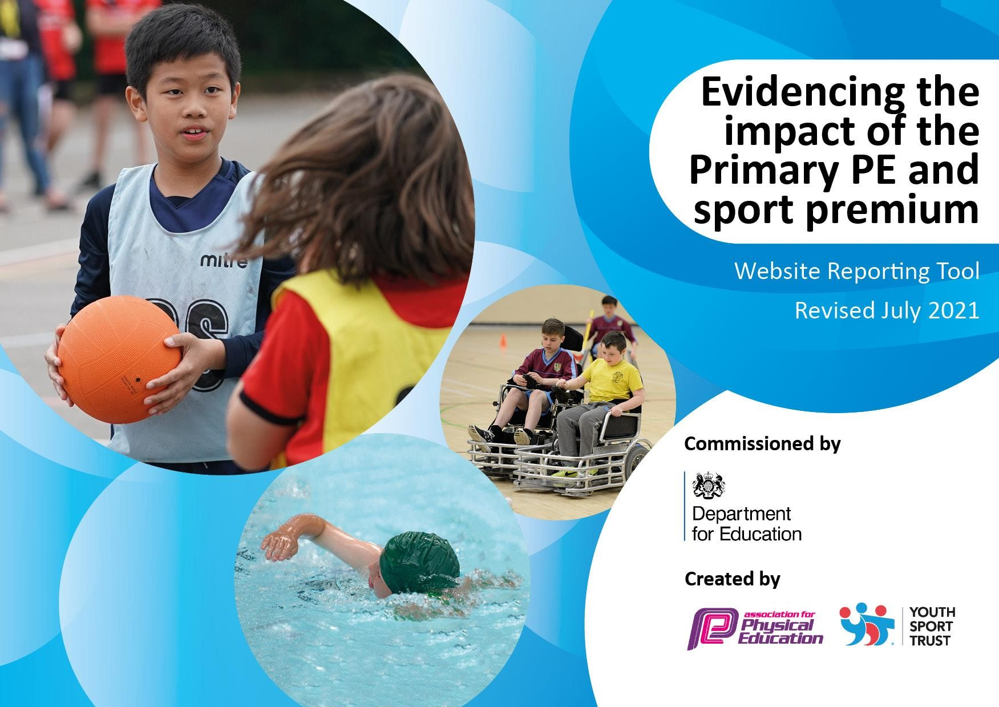 Evidencing the
impact of the
Primary PE and
sport premium
Website Reporting Tool
Revised July 2021
mitre
GS
Commissioned by
Department
for Education
Created by
association for
Physical
Education
YOUTH
SPORT
TRUST